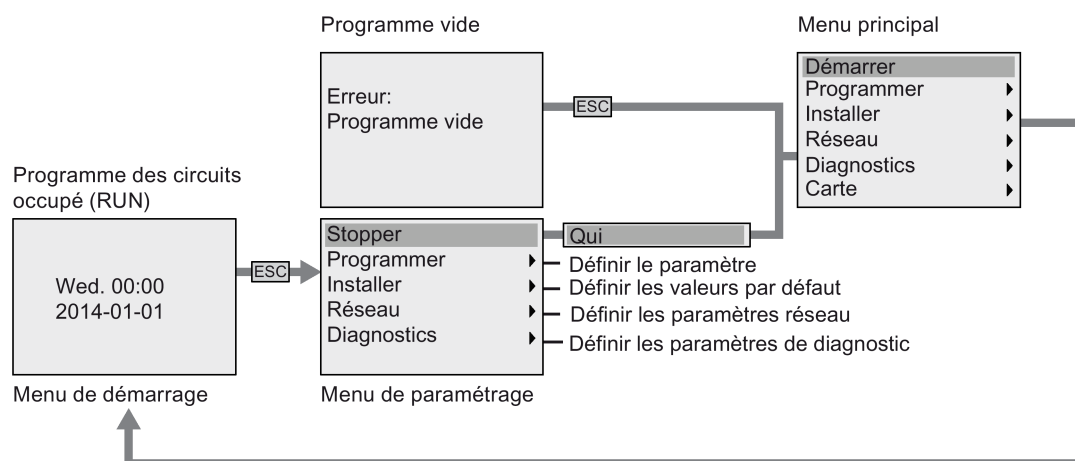 Programme vide
Erreur:
Programme vide
ESC
Menu principal
Démarrer
Programmer
Installer
Réseau
Diagnostics
Carte
Programme des circuits
occupé (RUN)
Wed. 00:00
2014-01-01
Menu de démarrage
ESC
Stopper
Programmer
Installer
Réseau
Diagnostics
Menu de paramétrage
Qui
Définir le paramètre
Définir les valeurs par défaut
Définir les paramètres réseau
Définir les paramètres de diagnostic